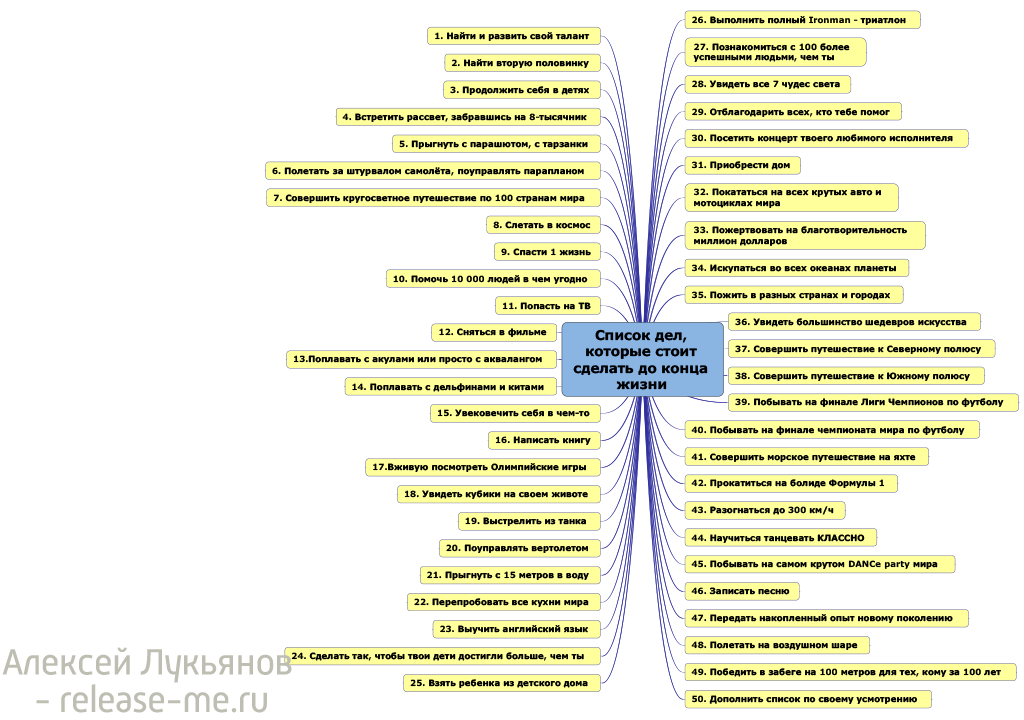 1. Найти и развить свой талант
2. Найти вторую половинку
3. Продолжить себя в детях
4. Встретить рассвет, забравшись на 8-тысячник
5. Прыгнуть с парашютом, с тарзанки
6. Полетать за штурвалом самолёта, поуправлять парапланом
7. Совершить кругосветное путешествие по 100 странам мира
8. Слетать в космос
9. Спасти 1 жизнь
10. Помочь 10 000 людей в чем угодно
11. Попасть на ТВ
12. Сняться в фильме
13.Поплавать с акулами или просто с аквалангом
14. Поплавать с дельфинами и китами
15. Увековечить себя в чем-то
16. Написать книгу
17.Вживую посмотреть Олимпийские игры
18. Увидеть кубики на своем животе
19. Выстрелить из танка
20. Поуправлять вертолетом
21. Прыгнуть с 15 метров в воду
22. Перепробовать все кухни мира
23. Выучить английский язык
24. Сделать так, чтобы твои дети достигли больше, чем ты
25. Взять ребенка из детского дома
Список дел,
которые стоит
сделать до конца
жизни
26. Выполнить полный Ironman - триатлон
27. Познакомиться с 100 более
успешными людьми, чем ты
28. Увидеть все 7 чудес света
29. Отблагодарить всех, кто тебе помог
30. Посетить концерт твоего любимого исполнителя
31. Приобрести дом
32. Покататься на всех крутых авто и
мотоциклах мира
33. Пожертвовать на благотворительность
миллион долларов
34. Искупаться во всех океанах планеты
35. Пожить в разных странах и городах
36. Увидеть большинство шедевров искусства
37. Совершить путешествие к Северному полюсу
38. Совершить путешествие к Южному полюсу
39. Побывать на финале Лиги Чемпионов по футболу
40. Побывать на финале чемпионата мира по футболу
41. Совершить морское путешествие на яхте
42. Прокатиться на болиде Формулы 1
43. Разогнаться до 300 км/ч
44. Научиться танцевать КЛАССНО
45. Побывать на самом крутом DANCe party мира
46. Записать песню
47. Передать накопленный опыт новому поколению
48. Полетать на воздушном шаре
49. Победить в забеге на 100 метров для тех, кому за 100 лет
50. Дополнить список по своему усмотрению
Алексей Лукьянов
- release-me.ru